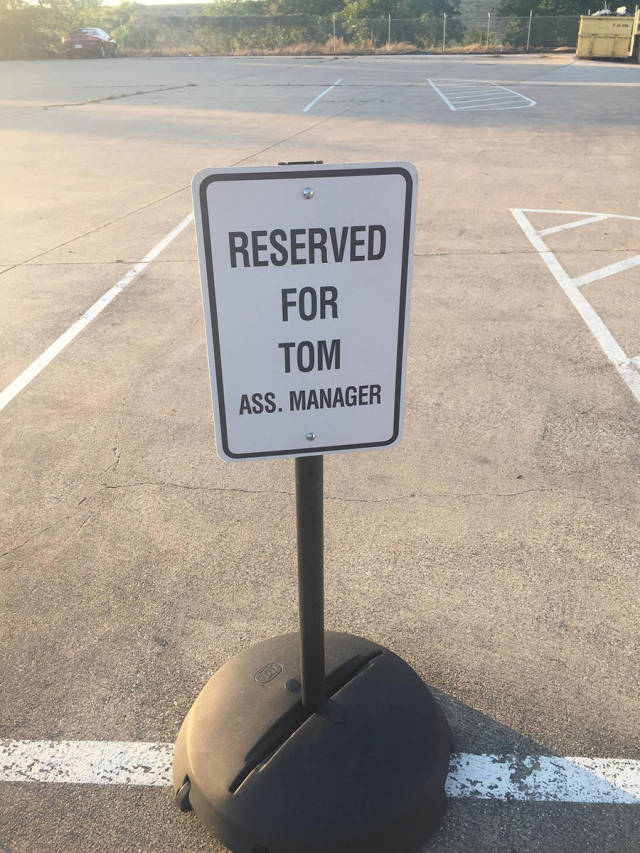 RESERVED
FOR
TOM
ASS. MANAGER